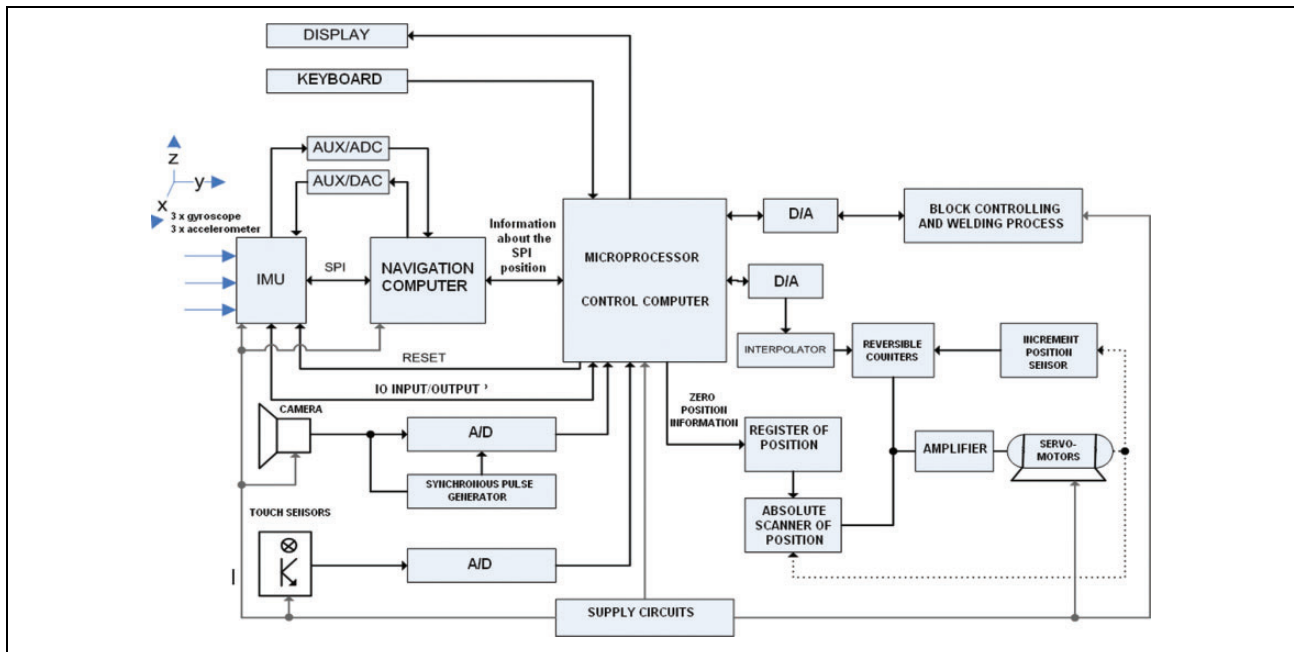 DISPLAY
KEYBOARD
AUX/ADC
AUX/DAC
z
y
x
3 x gyroscope
3 x accelerometer
IMU
SPI
NAVIGATION
COMPUTER
Information
about the
SPI
position
MICROPROCESSOR
CONTROL COMPUTER
D/A
BLOCK CONTROLLING
AND WELDING PROCESS
D/A
INTERPOLATOR
REVERSIBLE
COUNTERS
INCREMENT
POSITION
SENSOR
RESET
IO INPUT/OUTPUT '
CAMERA
A/D
SYNCHRONOUS PULSE
GENERATOR
ZERO
POSITION
INFORMATION
REGISTER OF
POSITION
AMPLIFIER
SERVO-
MOTORS
ABSOLUTE
SCANNER OF
POSITION
TOUCH SENSORS
A/D
SUPPLY CIRCUITS